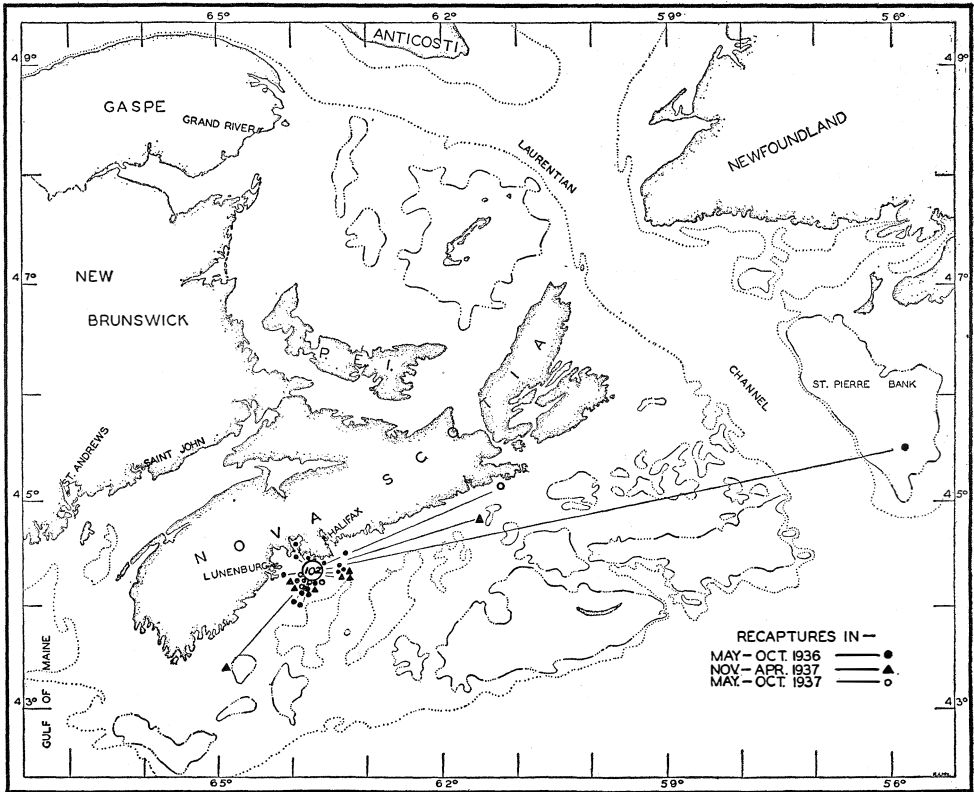 65° 62° 59° 56°
49° 49°
ANTICOSTI
GASPE
GRAND RIVER
LAURENTIAN
NEWFOUNDLAND
47° 47°
NEW
BRUNSWICK
P. E. I.
ST. PIERRE BANK
CHANNEL
ST. ANDREWS
SAINT JOHN
45° 45°
NOVA SCOTIA
HALIFAX
LUNENBURG
102
GULF OF MAINE
RECAPTURES IN —
MAY – OCT. 1936
NOV. – APR. 1937
MAY. – OCT. 1937
43° 43°
65° 62° 59° 56°